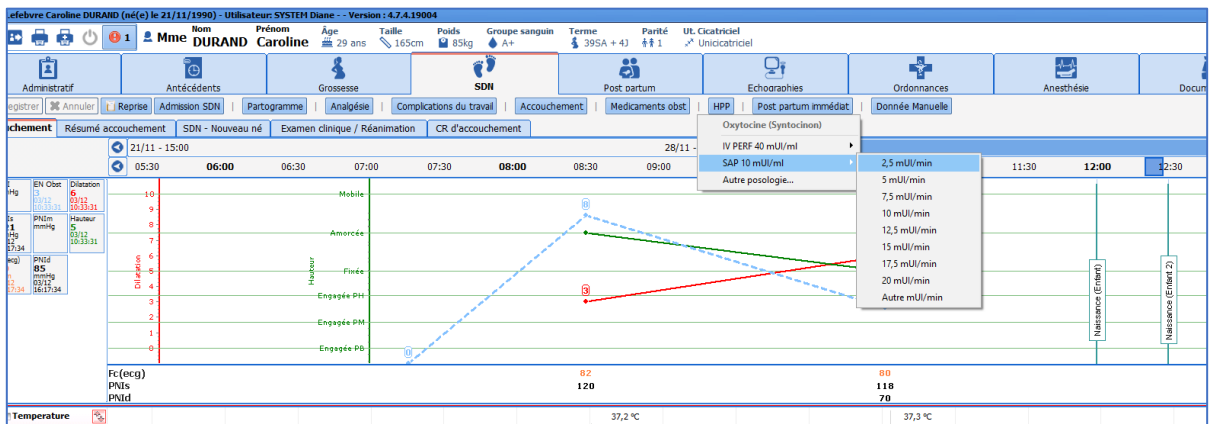 .efebvre Caroline DURAND (né(e) le 21/11/1990) - Utilisateur: SYSTEM Diane - - Version : 4.7.4.19004
1 Mme Nom DURAND Prénom Caroline Âge 29 ans Taille 165cm Poids 85kg Groupe sanguin A+ Terme 39SA + 4J Parité 1 Ut. Cicatriciel Unicicatriciel
Administratif Antécédents Grossesse SDN Post partum Echographies Ordonnances Anesthésie Docum
egistrer Annuler Reprise Admission SDN | Partogramme | Analgésie | Complications du travail | Accouchement | Medicaments obst | HPP | Post partum immédiat | Donnée Manuelle
uchement Résumé accouchement SDN - Nouveau né Examen clinique / Réanimation CR d'accouchement
Oxytocine (Syntocinon)
IV PERF 40 mUI/ml
SAP 10 mUI/ml
Autre posologie...
2,5 mUI/min
5 mUI/min
7,5 mUI/min
10 mUI/min
12,5 mUI/min
15 mUI/min
17,5 mUI/min
20 mUI/min
Autre mUI/min
21/11 - 15:00 28/11 -
05:30 06:00 06:30 07:00 07:30 08:00 08:30 09:00 11:30 12:00 12:30
EN Obst
3
03/12
10:33:31
Dilatation
6
03/12
10:33:31
PNIm
mmHg
Hauteur
5
03/12
10:33:31
17:34
PNId
85
mmHg
03/12
16:17:34
17:34
Dilatation
10
9
8
7
6
5
4
3
2
1
0
Hauteur
Mobile
Amorcée
Fixée
Engagée PH
Engagée PM
Engagée PB
0
8
3
Naissance (Enfant)
Naissance (Enfant 2)
Fc(ecg) 82 80
PNIs 120 118
PNId 70
Temperature 37,2 °C 37,3 °C